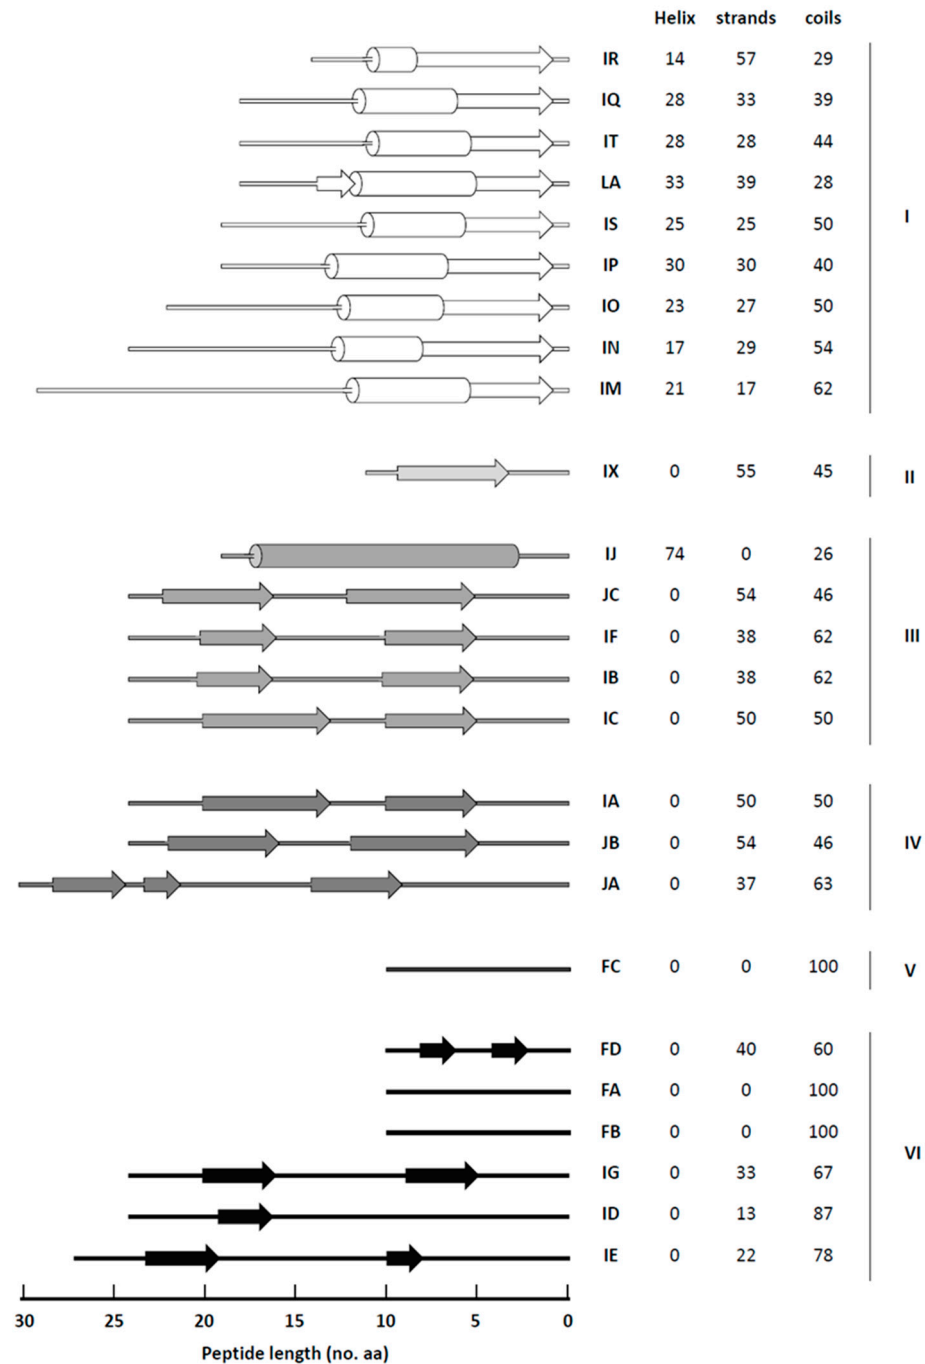 Helix strands coils
IR 14 57 29
IQ 28 33 39
IT 28 28 44
LA 33 39 28
I
IS 25 25 50
IP 30 30 40
IO 23 27 50
IN 17 29 54
IM 21 17 62
IX 0 55 45
II
IJ 74 0 26
JC 0 54 46
IF 0 38 62
III
IB 0 38 62
IC 0 50 50
IA 0 50 50
JB 0 54 46
IV
JA 0 37 63
FC 0 0 100
V
FD 0 40 60
FA 0 0 100
FB 0 0 100
VI
IG 0 33 67
ID 0 13 87
IE 0 22 78
30 20 15 10 5 0
Peptide length (no. aa)